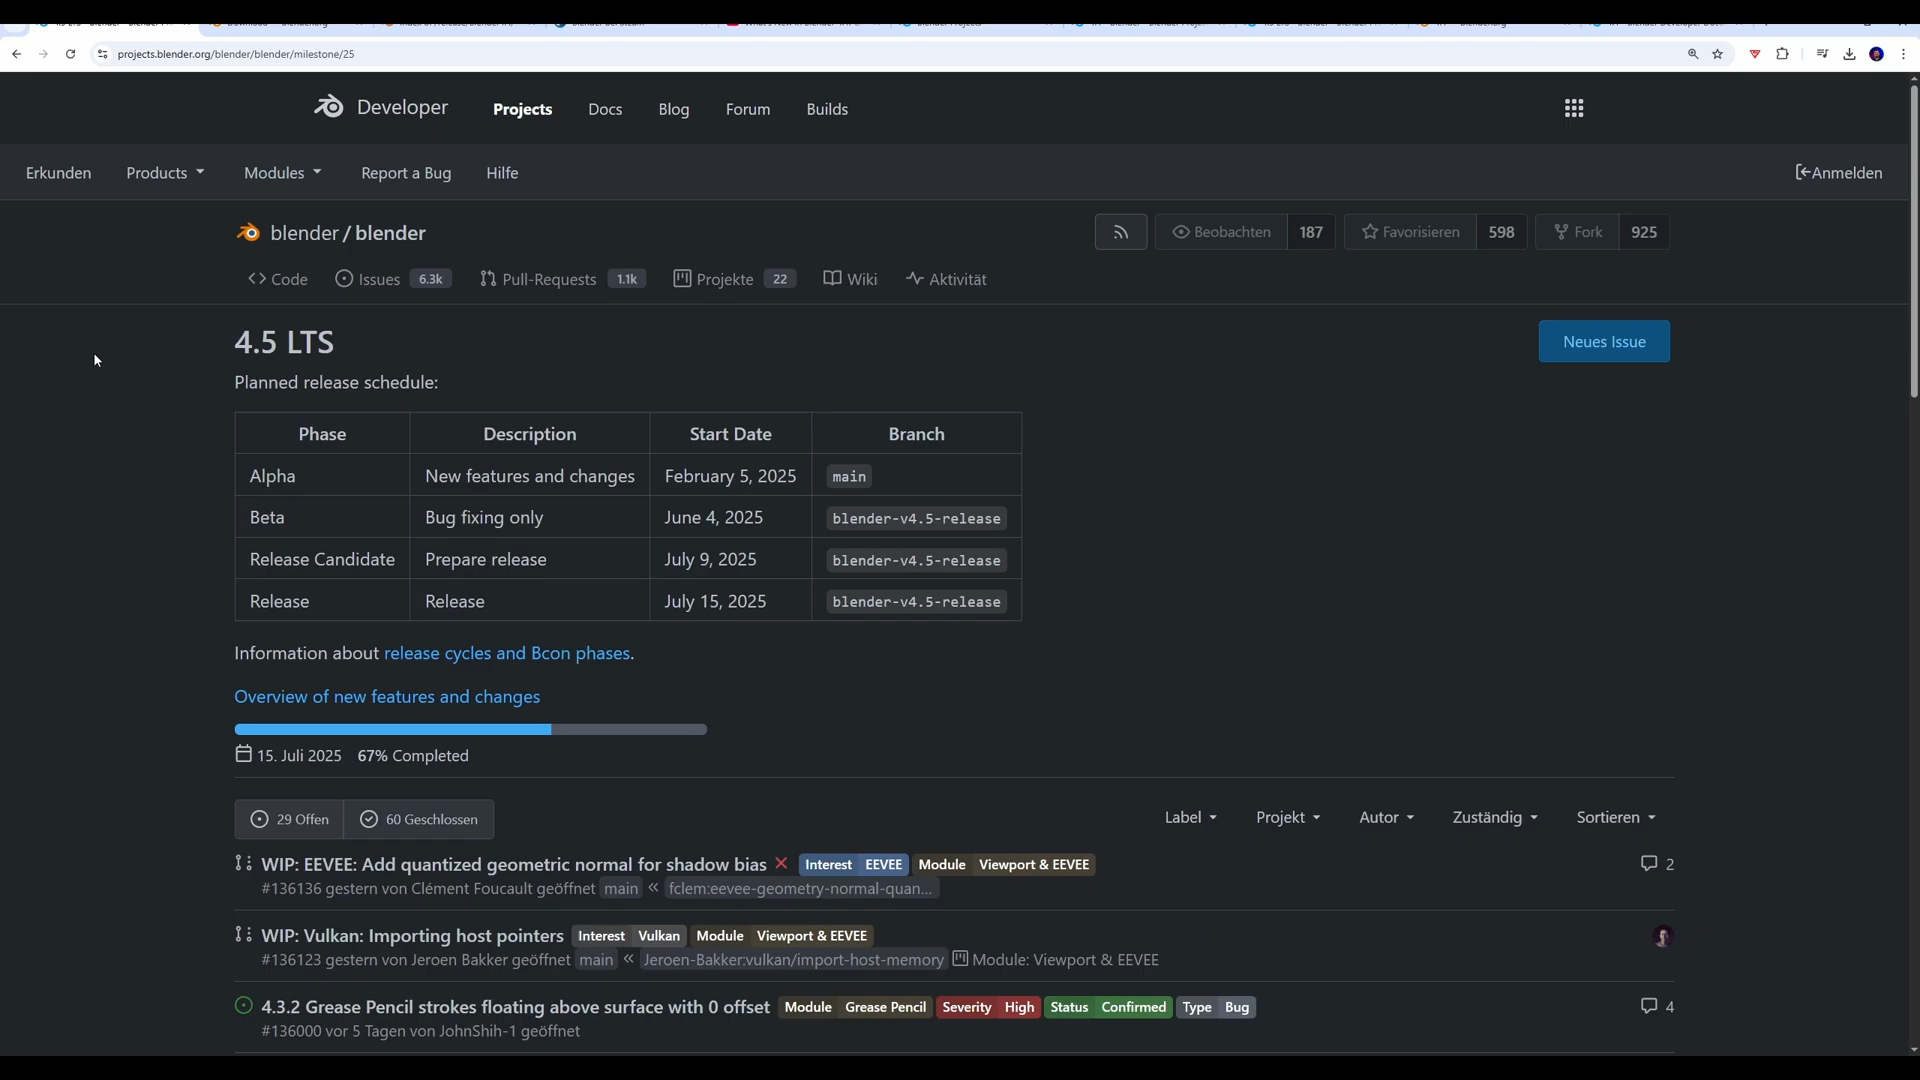 projects.blender.org/blender/blender/milestone/25
Developer Projects Docs Blog Forum Builds
Erkunden Products Modules Report a Bug Hilfe Anmelden
blender / blender Beobachten 187 Favorisieren 598 Fork 925
Code Issues 6.3k Pull-Requests 1.1k Projekte 22 Wiki Aktivität
4.5 LTS Neues Issue
Planned release schedule:
Phase Description Start Date Branch
Alpha New features and changes February 5, 2025 main
Beta Bug fixing only June 4, 2025 blender-v4.5-release
Release Candidate Prepare release July 9, 2025 blender-v4.5-release
Release Release July 15, 2025 blender-v4.5-release
Information about release cycles and Bcon phases.
Overview of new features and changes
15. Juli 2025 67% Completed
29 Offen 60 Geschlossen Label Projekt Autor Zuständig Sortieren
WIP: EEVEE: Add quantized geometric normal for shadow bias Interest EEVEE Module Viewport & EEVEE 2
#136136 gestern von Clément Foucault geöffnet main « fclem:eevee-geometry-normal-quan...
WIP: Vulkan: Importing host pointers Interest Vulkan Module Viewport & EEVEE
#136123 gestern von Jeroen Bakker geöffnet main « Jeroen-Bakker:vulkan/import-host-memory Module: Viewport & EEVEE
4.3.2 Grease Pencil strokes floating above surface with 0 offset Module Grease Pencil Severity High Status Confirmed Type Bug 4
#136000 vor 5 Tagen von JohnShih-1 geöffnet